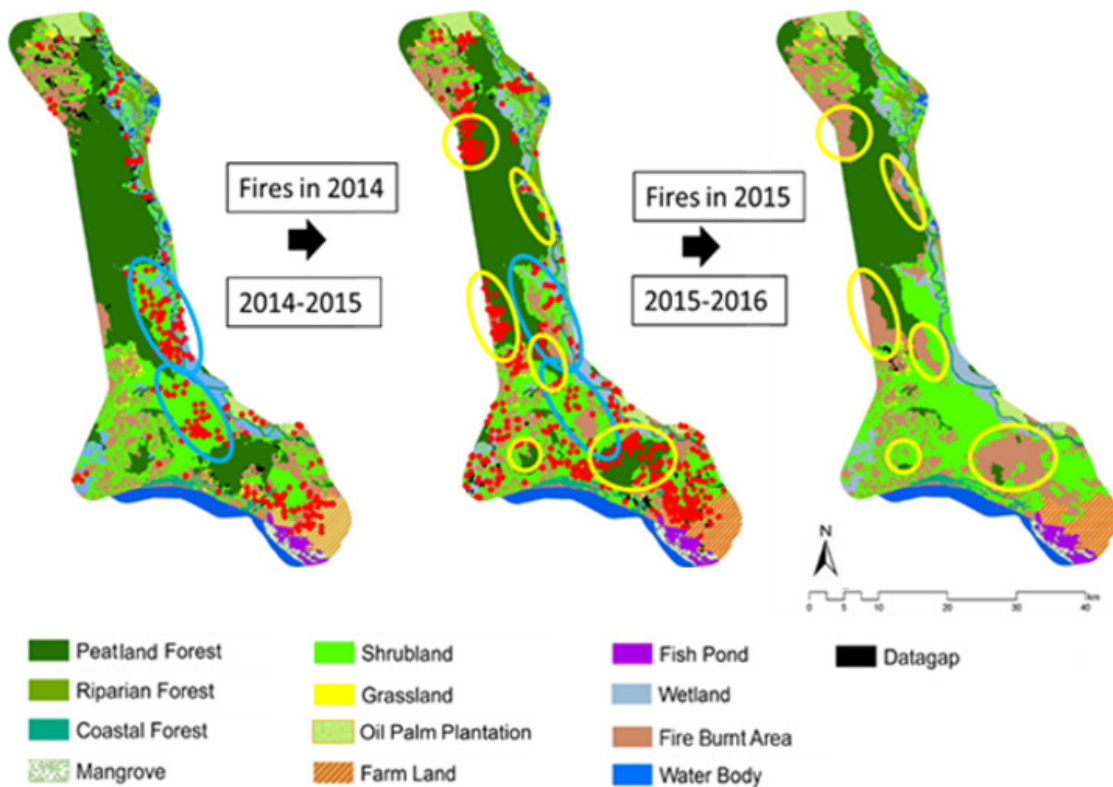 Fires in 2014
2014-2015
Fires in 2015
2015-2016
N
km
0 5 10 20 30 40
Peatland Forest
Riparian Forest
Coastal Forest
Mangrove
Shrubland
Grassland
Oil Palm Plantation
Farm Land
Fish Pond
Wetland
Fire Burnt Area
Water Body
Datagap